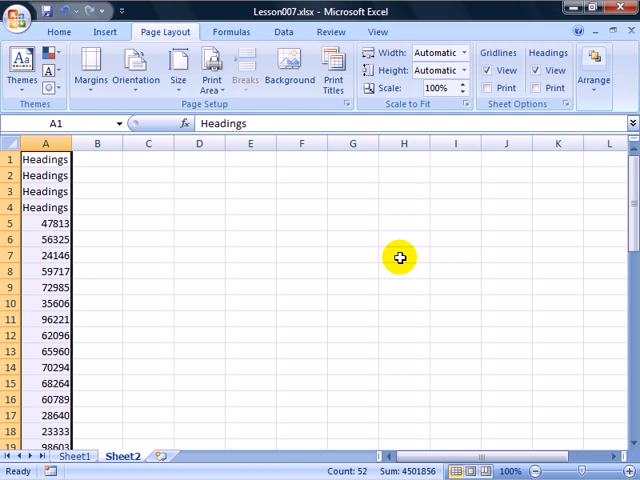 Lesson007.xlsx - Microsoft Excel
Home Insert Page Layout Formulas Data Review View
Themes Margins Orientation Size Print Area Breaks Background Print Titles Width: Automatic Height: Automatic Scale: 100% Gridlines View Print Headings View Print Arrange
Themes Page Setup Scale to Fit Sheet Options
A1 fx Headings
A B C D E F G H I J K L
1 Headings
2 Headings
3 Headings
4 Headings
5 47813
6 56325
7 24146
8 59717
9 72985
10 35606
11 96221
12 62096
13 65960
14 70294
15 68264
16 60789
17 28640
18 23333
19 98603
Sheet1 Sheet2
Ready Count: 52 Sum: 4501856 100%